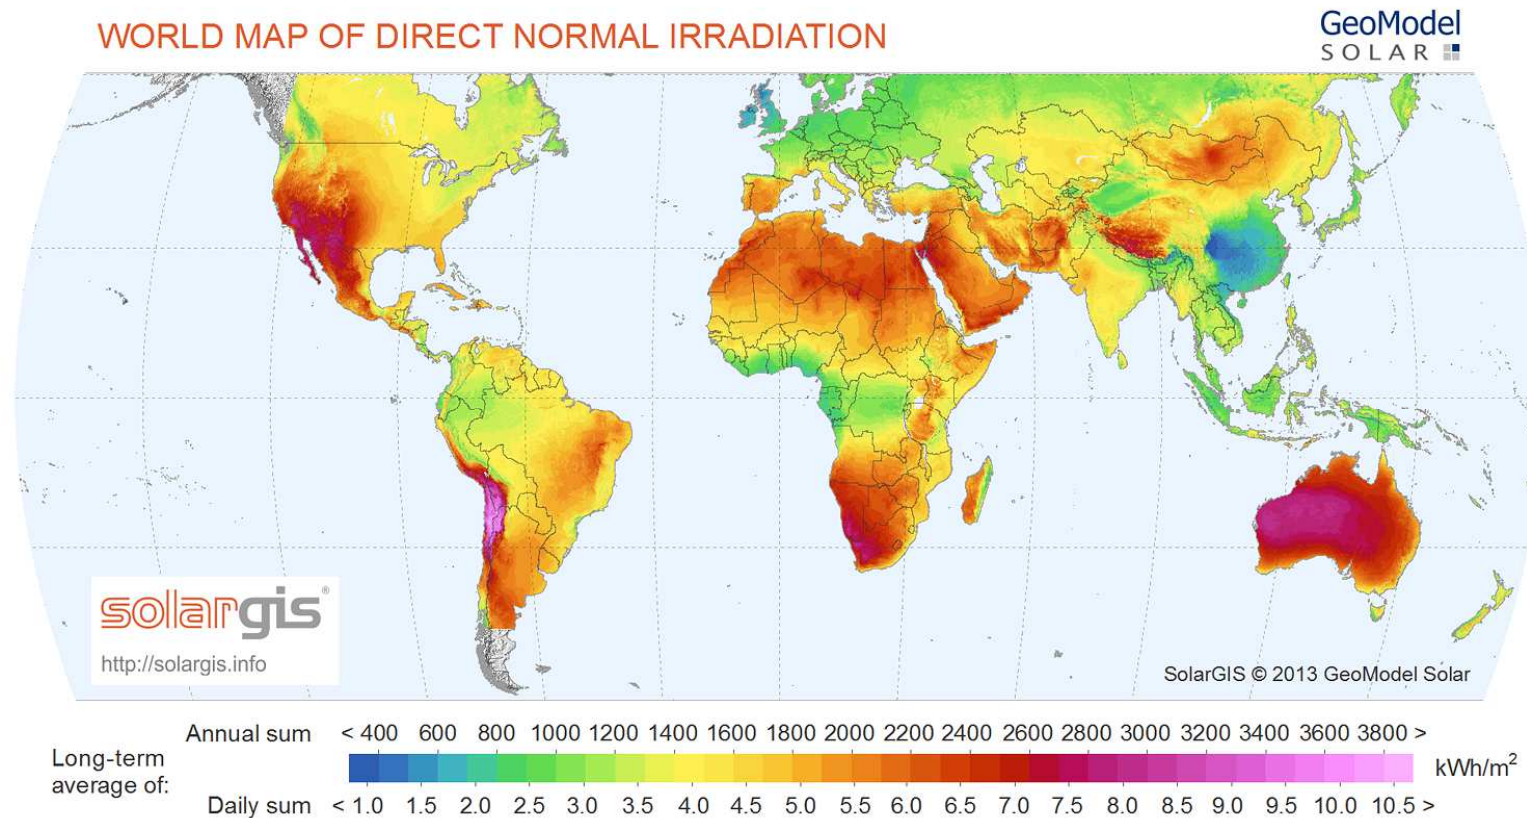 WORLD MAP OF DIRECT NORMAL IRRADIATION
GeoModel
SOLAR
solargis®
http://solargis.info
SolarGIS © 2013 GeoModel Solar
Annual sum < 400 600 800 1000 1200 1400 1600 1800 2000 2200 2400 2600 2800 3000 3200 3400 3600 3800 >
Long-term
average of:
kWh/m²
Daily sum < 1.0 1.5 2.0 2.5 3.0 3.5 4.0 4.5 5.0 5.5 6.0 6.5 7.0 7.5 8.0 8.5 9.0 9.5 10.0 10.5 >